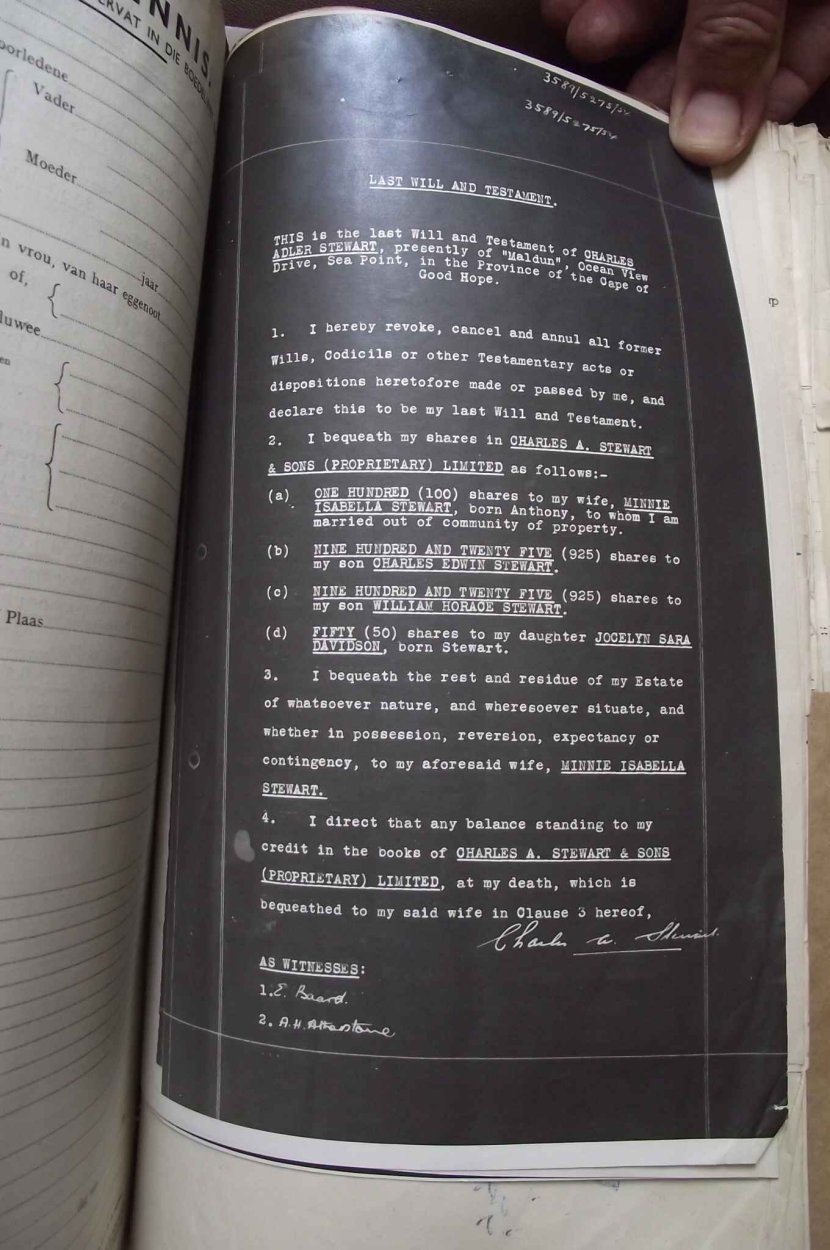 NNIS.
ERVAT IN DIE BOEDEL
oorledene
Vader
Moeder
jaar
n vrou, van haar eggenoot
of,
luwee
en
Plaas
3589/5275/54
3589/5275/54
LAST WILL AND TESTAMENT.
THIS is the last Will and Testament of CHARLES
ADLER STEWART, presently of "Maldun", Ocean View
Drive, Sea Point, in the Province of the Cape of
Good Hope.
1. I hereby revoke, cancel and annul all former
Wills, Codicils or other Testamentary acts or
dispositions heretofore made or passed by me, and
declare this to be my last Will and Testament.
2. I bequeath my shares in CHARLES A. STEWART
& SONS (PROPRIETARY) LIMITED as follows:-
(a) ONE HUNDRED (100) shares to my wife, MINNIE
ISABELLA STEWART, born Anthony, to whom I am
married out of community of property.
(b) NINE HUNDRED AND TWENTY FIVE (925) shares to
my son CHARLES EDWIN STEWART.
(c) NINE HUNDRED AND TWENTY FIVE (925) shares to
my son WILLIAM HORACE STEWART.
(d) FIFTY (50) shares to my daughter JOCELYN SARA
DAVIDSON, born Stewart.
3. I bequeath the rest and residue of my Estate
of whatsoever nature, and wheresoever situate, and
whether in possession, reversion, expectancy or
contingency, to my aforesaid wife, MINNIE ISABELLA
STEWART.
4. I direct that any balance standing to my
credit in the books of CHARLES A. STEWART & SONS
(PROPRIETARY) LIMITED, at my death, which is
bequeathed to my said wife in Clause 3 hereof,
Charles A. Stewart.
AS WITNESSES:
1. E. Baard.
2. A.H.